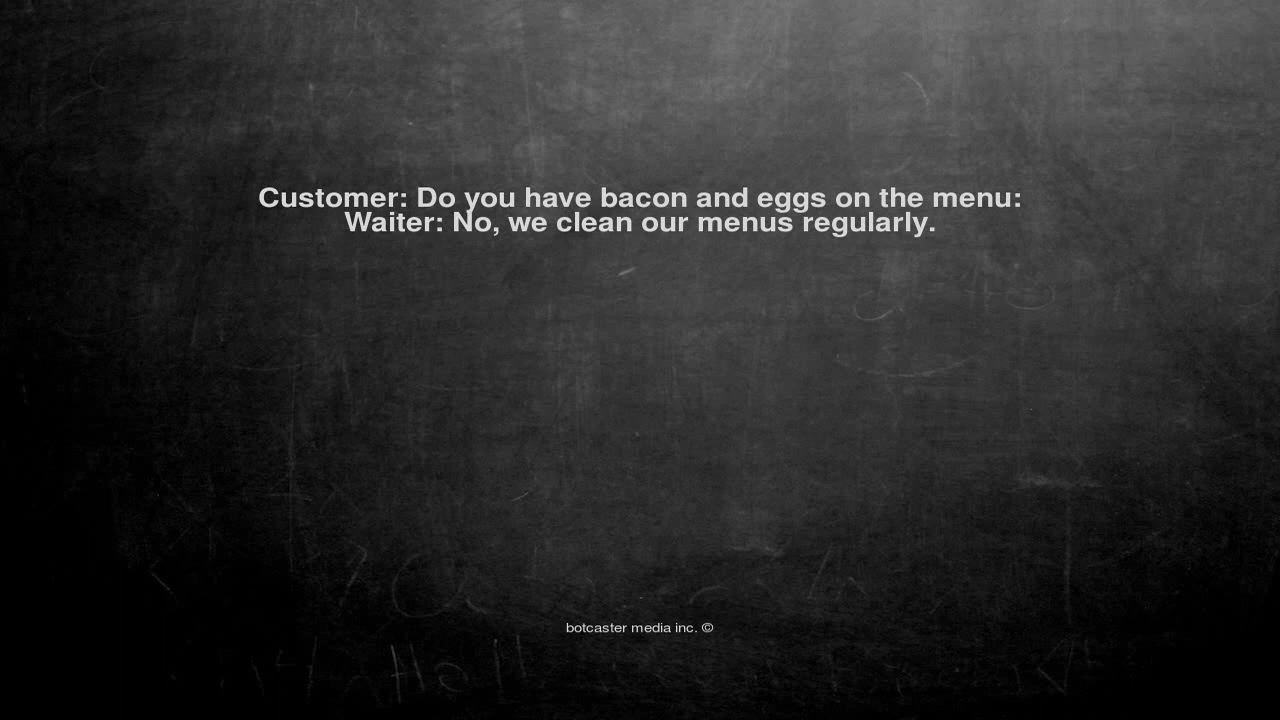 Customer: Do you have bacon and eggs on the menu:
Waiter: No, we clean our menus regularly.
botcaster media inc. ©